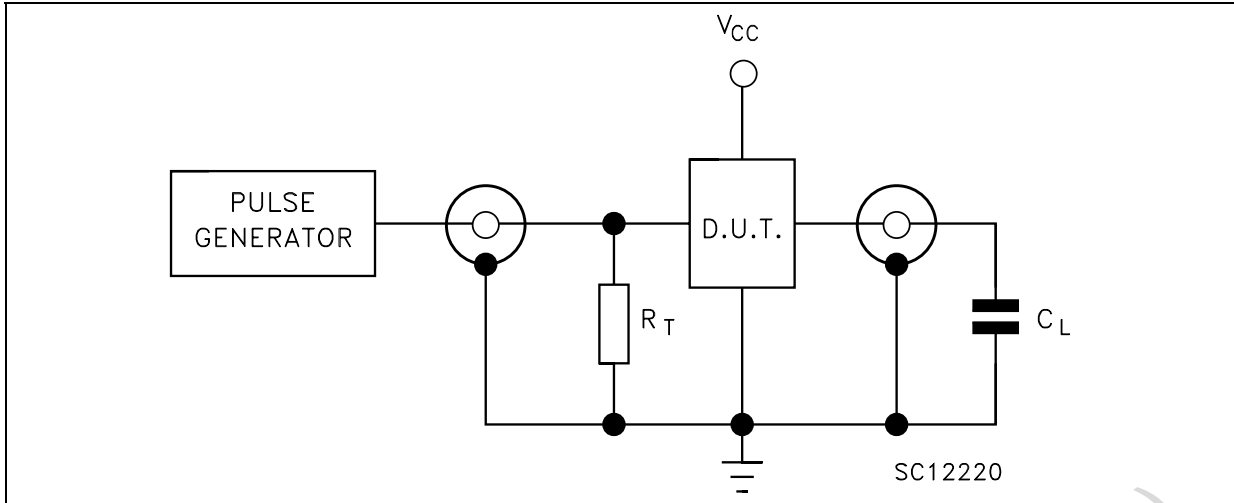 VCC
PULSE
GENERATOR
D.U.T.
RT
CL
SC12220